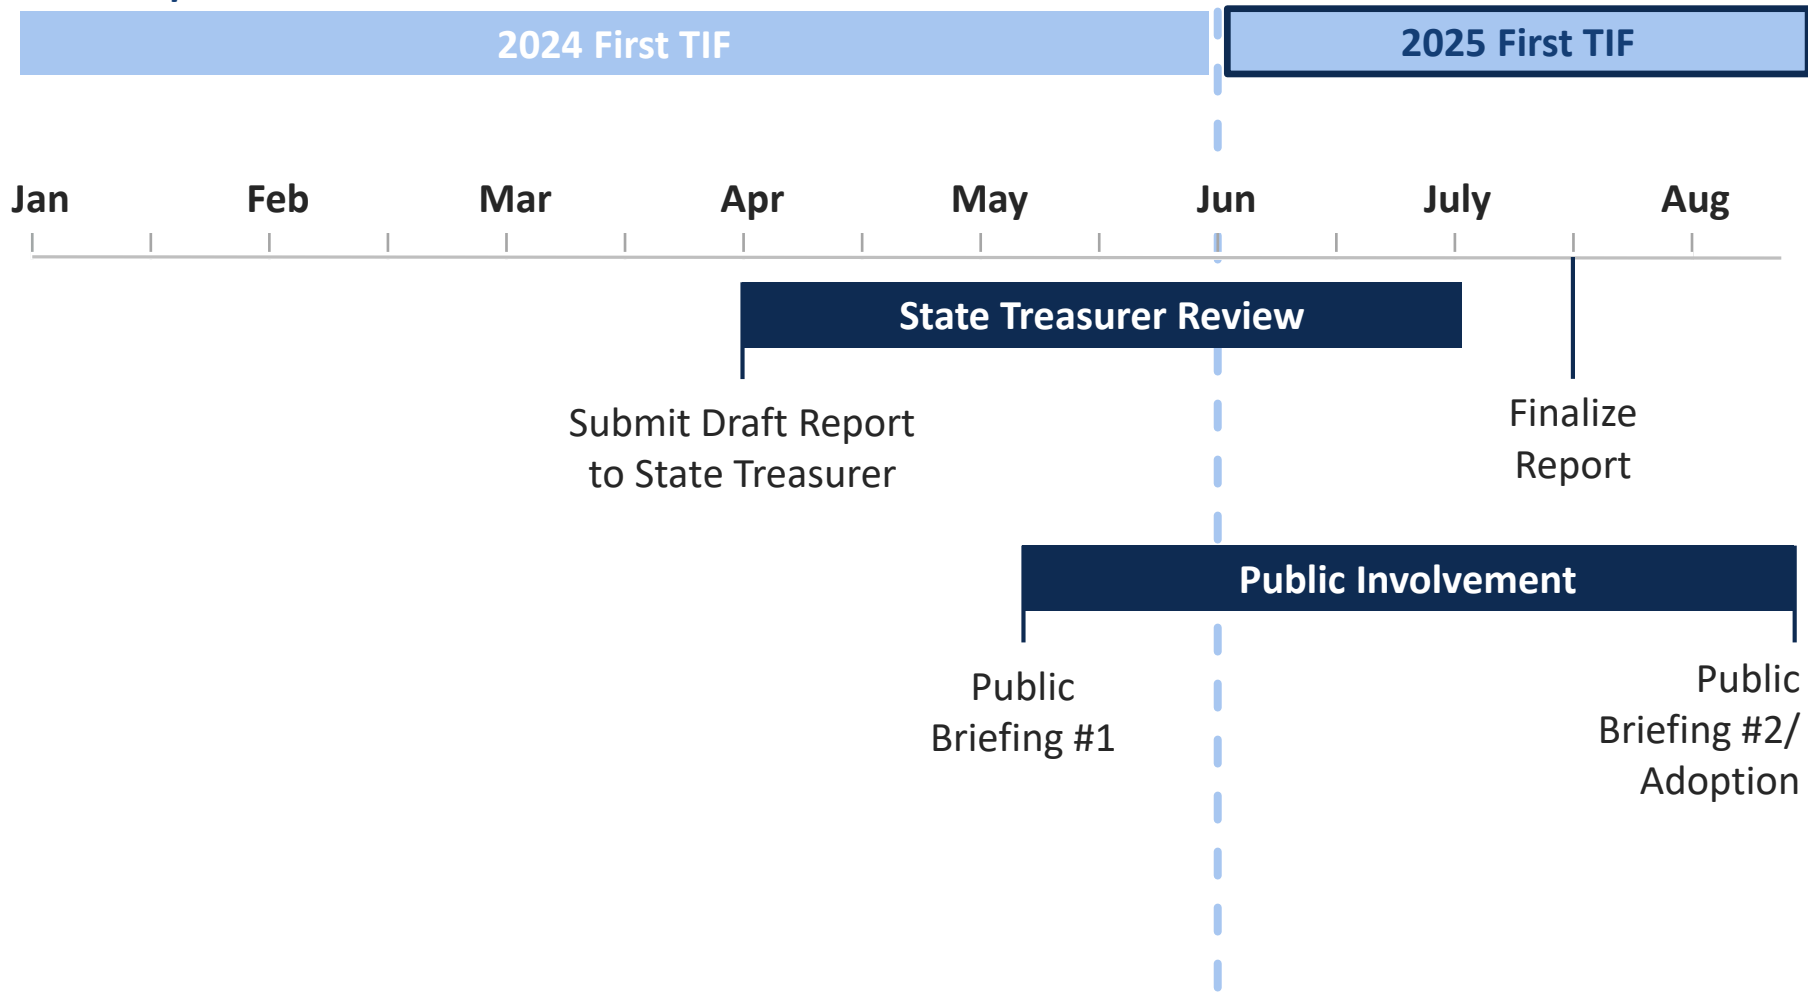 2024 First TIF
2025 First TIF
Jan Feb Mar Apr May Jun July Aug
State Treasurer Review
Submit Draft Report
to State Treasurer
Finalize
Report
Public Involvement
Public
Briefing #1
Public
Briefing #2/
Adoption